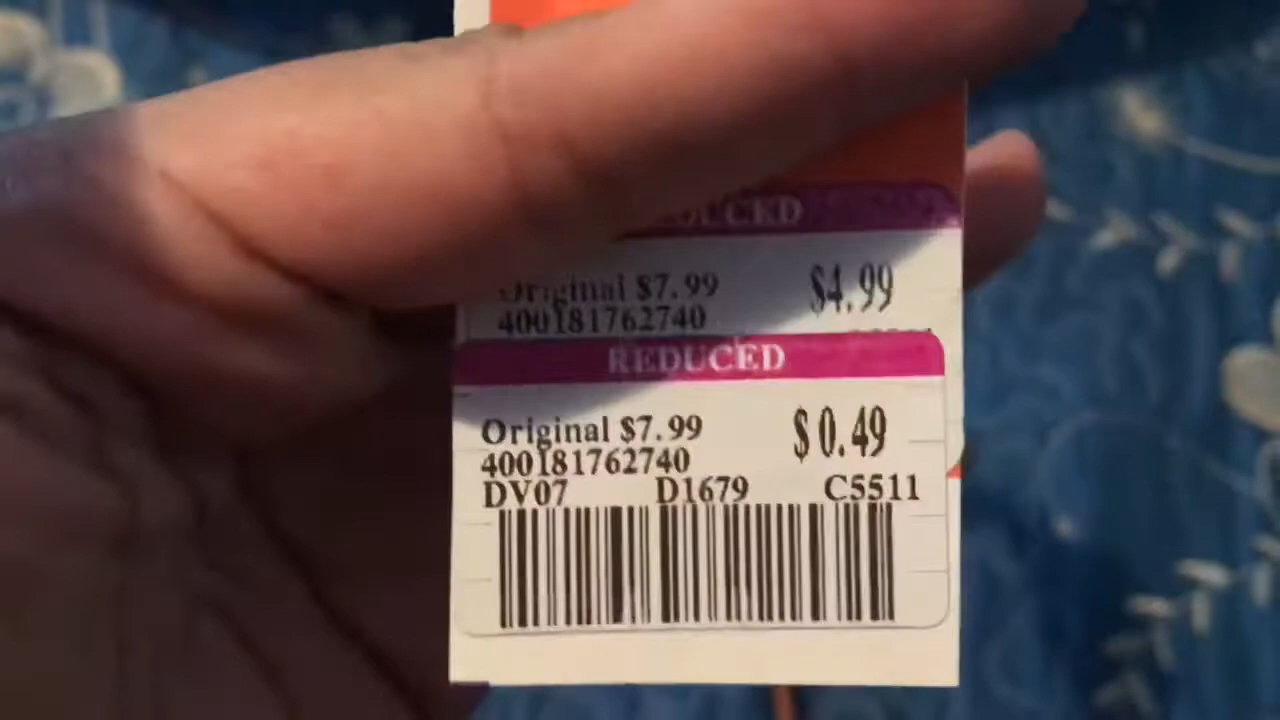 Original $7.99 $4.99
400181762740
REDUCED
Original $7.99 $0.49
400181762740
DV07 D1679 C5511